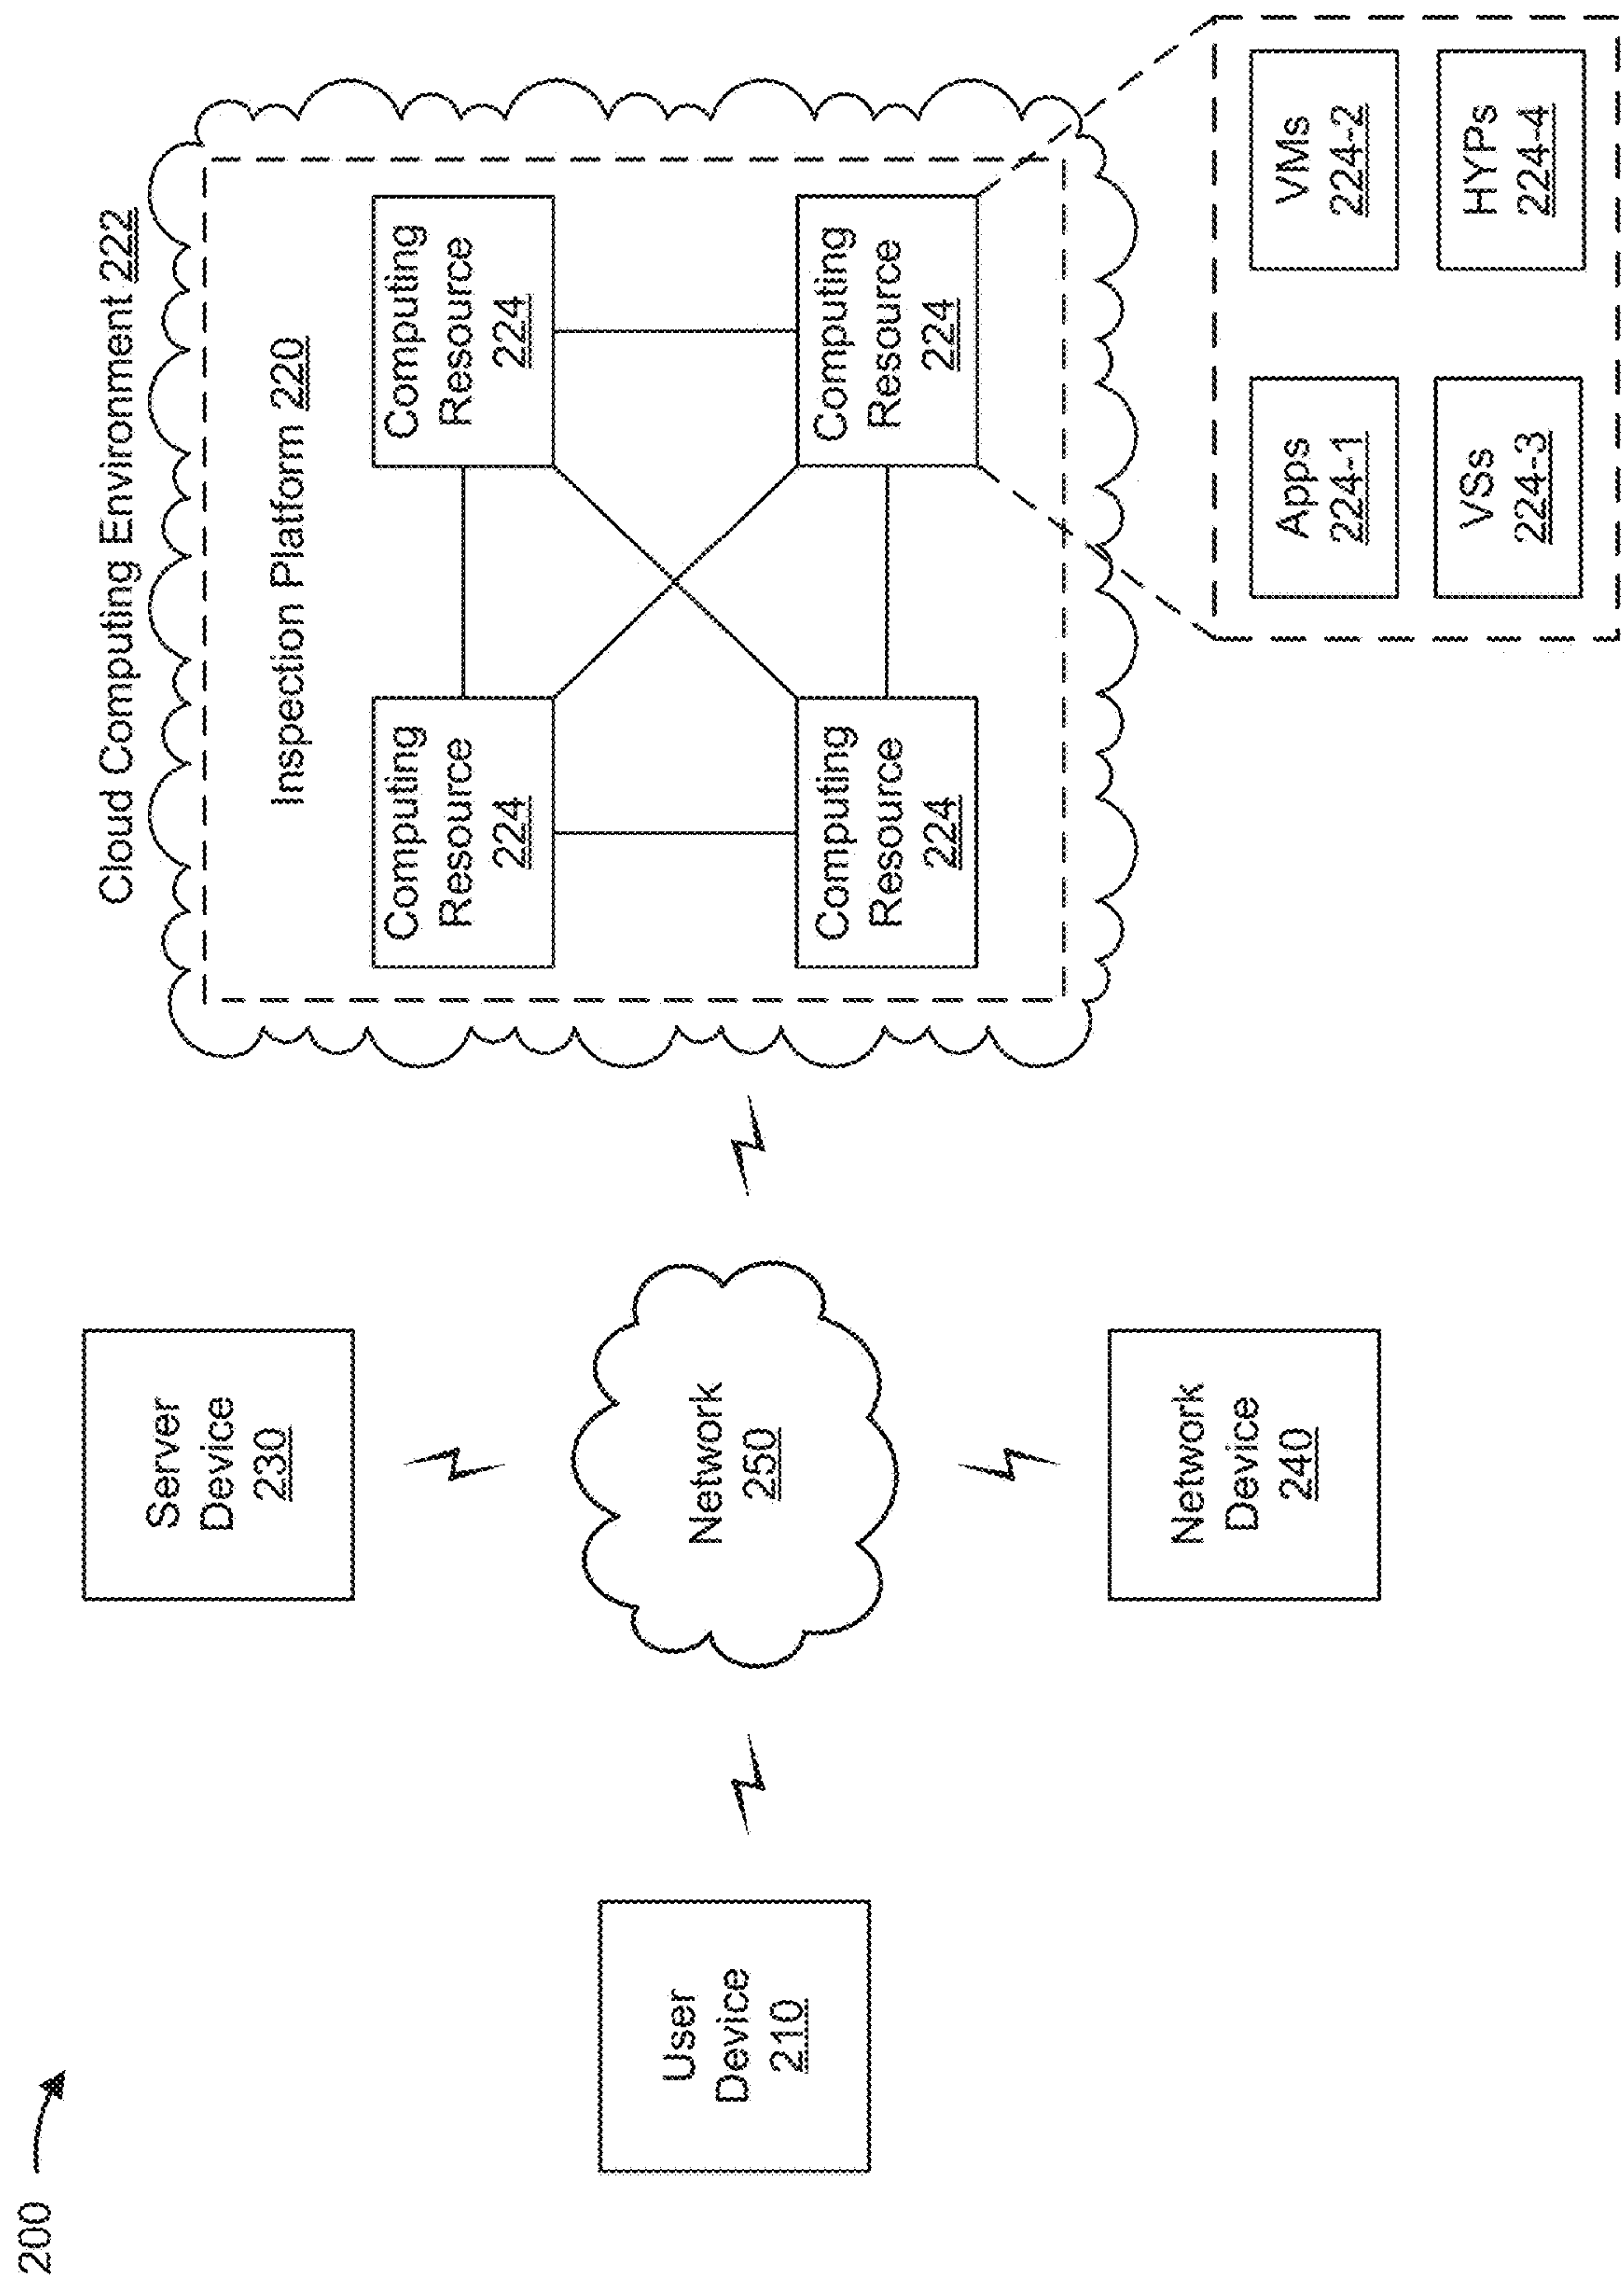 200
Cloud Computing Environment 222
Inspection Platform 220
Server
Device
230
Computing
Resource
224
Computing
Resource
224
User
Device
210
Network
250
Computing
Resource
224
Computing
Resource
224
Network
Device
240
Apps
224-1
VMs
224-2
VSs
224-3
HYPs
224-4